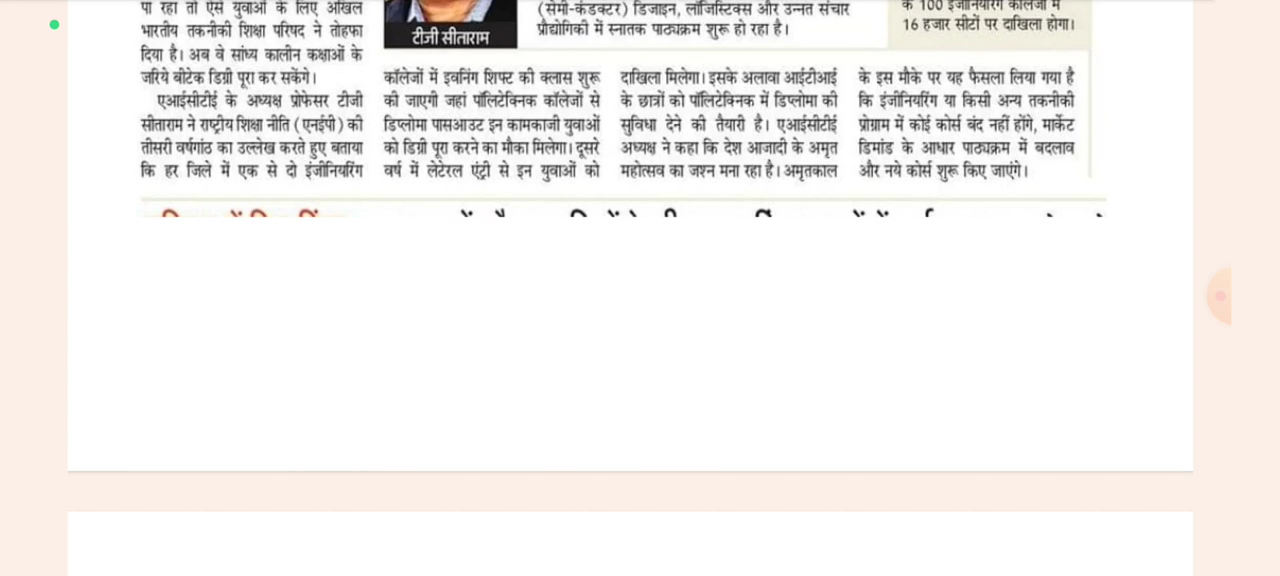 पा रहा तो ऐसे युवाओं के लिए अखिल
भारतीय तकनीकी शिक्षा परिषद ने तोहफा
दिया है। अब वे सांध्य कालीन कक्षाओं के
जरिये बीटेक डिग्री पूरा कर सकेंगे।
एआईसीटीई के अध्यक्ष प्रोफेसर टीजी
सीताराम ने राष्ट्रीय शिक्षा नीति (एनईपी) की
तीसरी वर्षगांठ का उल्लेख करते हुए बताया
कि हर जिले में एक से दो इंजीनियरिंग
टीजी सीताराम
(सेमी-कंडक्टर) डिजाइन, लॉजिस्टिक्स और उन्नत संचार
प्रौद्योगिकी में स्नातक पाठ्यक्रम शुरू हो रहा है।
के 100 इंजीनियरिंग कॉलेजों में
16 हजार सीटों पर दाखिला होगा।
कॉलेजों में इवनिंग शिफ्ट की क्लास शुरू
की जाएगी जहां पॉलिटेक्निक कॉलेजों से
डिप्लोमा पासआउट इन कामकाजी युवाओं
को डिग्री पूरा करने का मौका मिलेगा। दूसरे
वर्ष में लेटेरल एंट्री से इन युवाओं को
दाखिला मिलेगा। इसके अलावा आईटीआई
के छात्रों को पॉलिटेक्निक में डिप्लोमा की
सुविधा देने की तैयारी है। एआईसीटीई
अध्यक्ष ने कहा कि देश आजादी के अमृत
महोत्सव का जश्न मना रहा है। अमृतकाल
के इस मौके पर यह फैसला लिया गया है
कि इंजीनियरिंग या किसी अन्य तकनीकी
प्रोग्राम में कोई कोर्स बंद नहीं होंगे, मार्केट
डिमांड के आधार पाठ्यक्रम में बदलाव
और नये कोर्स शुरू किए जाएंगे।